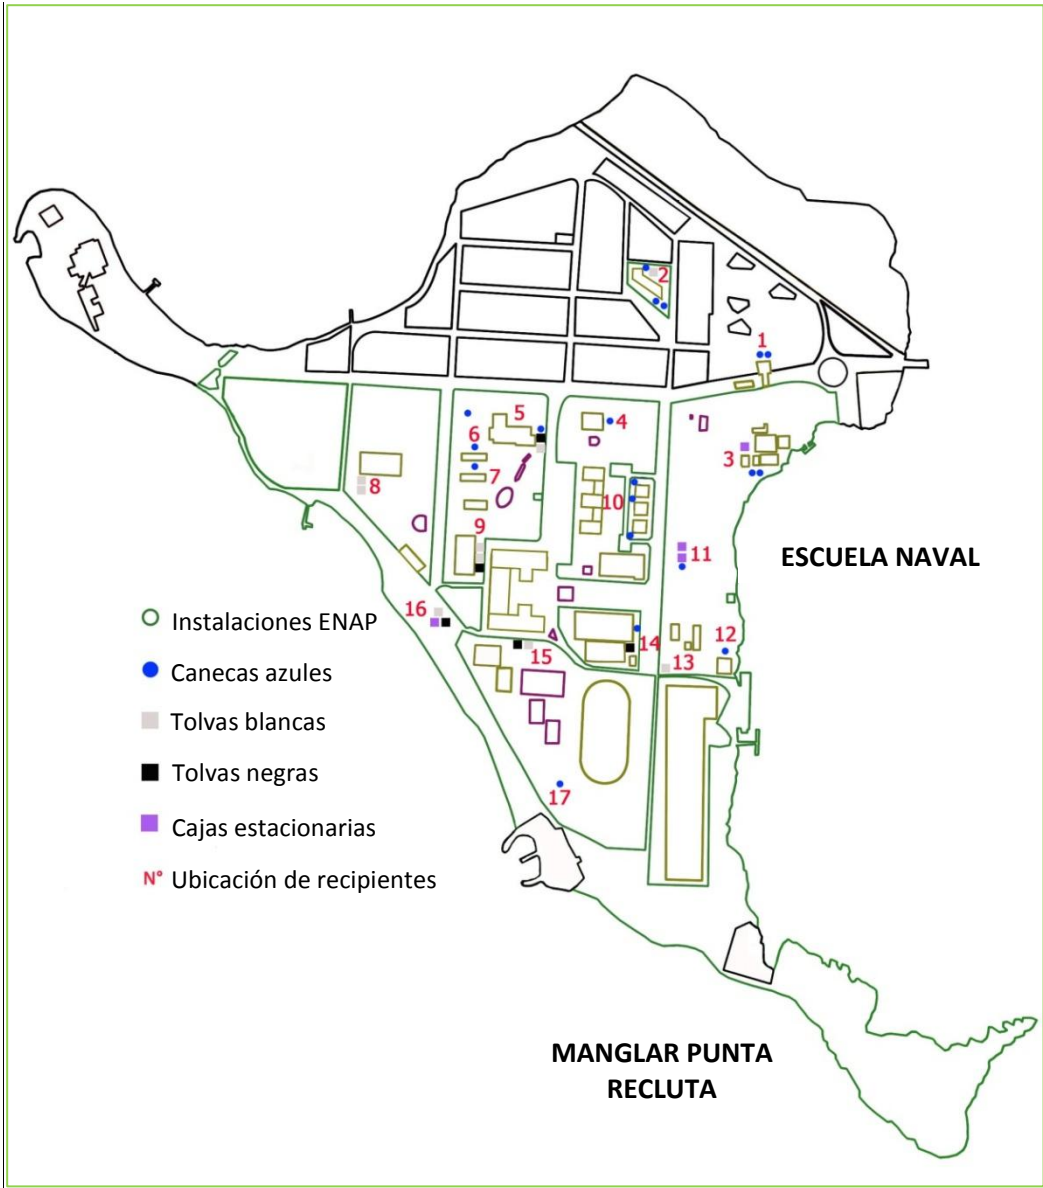 2
1
5
4
6
3
7
8
10
9
11
ESCUELA NAVAL
16
Instalaciones ENAP
12
14
15
13
Canecas azules
Tolvas blancas
Tolvas negras
17
Cajas estacionarias
N° Ubicación de recipientes
MANGLAR PUNTA
RECLUTA